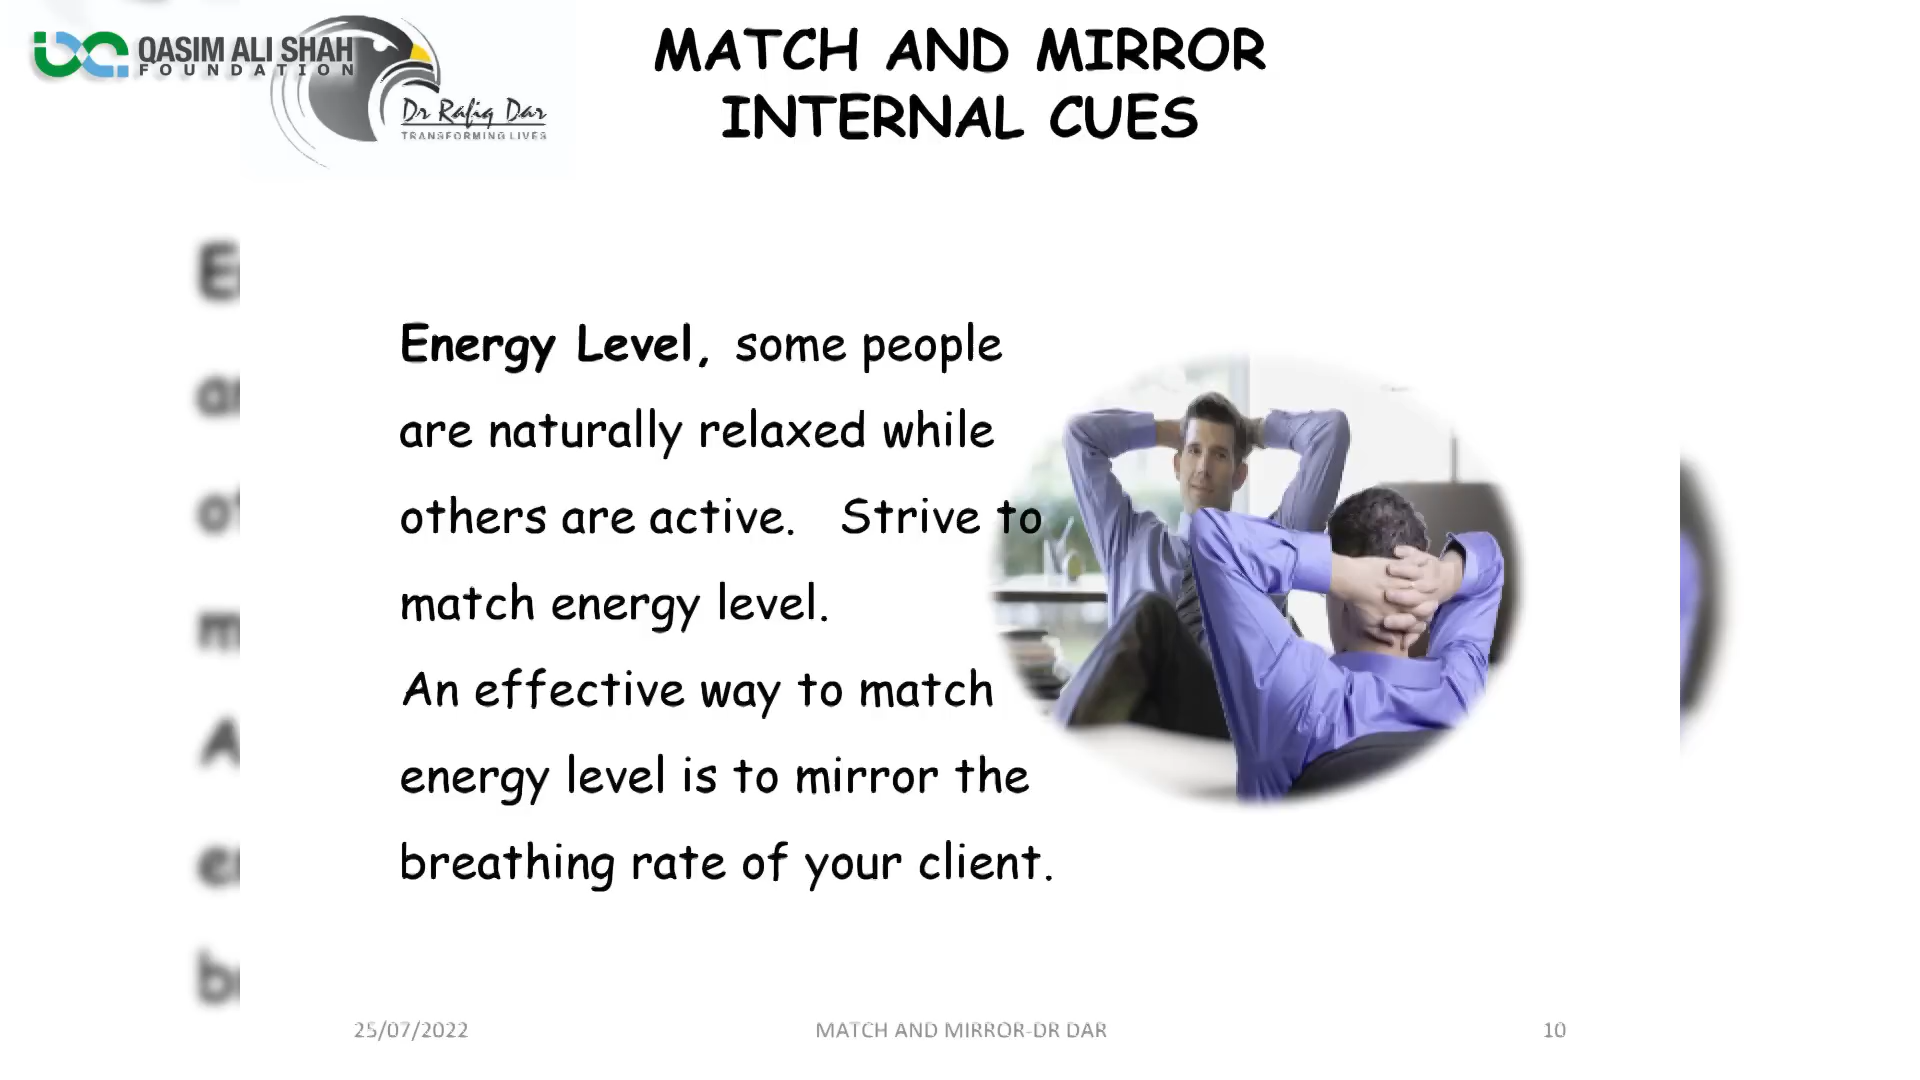 QASIM ALI SHAH
FOUNDATION
Dr Rafiq Dar
TRANSFORMING LIVES
MATCH AND MIRROR
INTERNAL CUES
Energy Level, some people
are naturally relaxed while
others are active. Strive to
match energy level.
An effective way to match
energy level is to mirror the
breathing rate of your client.
25/07/2022
MATCH AND MIRROR-DR DAR
10